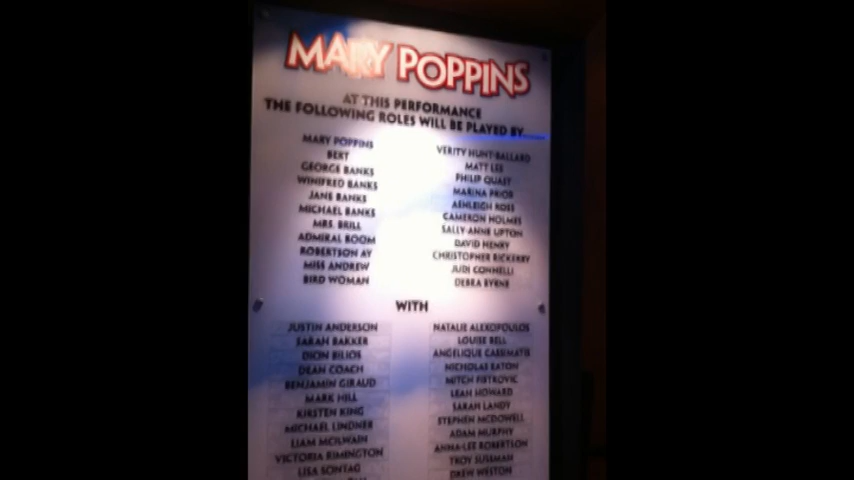 MARY POPPINS
AT THIS PERFORMANCE
THE FOLLOWING ROLES WILL BE PLAYED BY
MARY POPPINS VERITY HUNT-BALLARD
BERT MATT LEE
GEORGE BANKS PHILIP QUAST
WINIFRED BANKS MARINA PRIOR
JANE BANKS ASHLEIGH ROSS
MICHAEL BANKS CAMERON HOLMES
MRS. BRILL SALLY-ANNE UPTON
ADMIRAL BOOM DAVID HENRY
ROBERTSON AY CHRISTOPHER RICKERBY
MISS ANDREW JUDI CONNELLI
BIRD WOMAN DEBRA BYRNE
WITH
JUSTIN ANDERSON NATALIE ALEXOPOULOS
SARAH BAKKER LOUISE BELL
DION BILIOS ANGELIQUE CASSIMATIS
DEAN COACH NICHOLAS EATON
BENJAMIN GIRAUD MITCH FISTROVIC
MARK HILL LEAH HOWARD
KIRSTEN KING SARAH LANDY
MICHAEL LINDNER STEPHEN MCDOWELL
LIAM MCILWAIN ADAM MURPHY
VICTORIA RIMINGTON ANNA-LEE ROBERTSON
LISA SONTAG TROY SUSSMAN
DREW WESTON